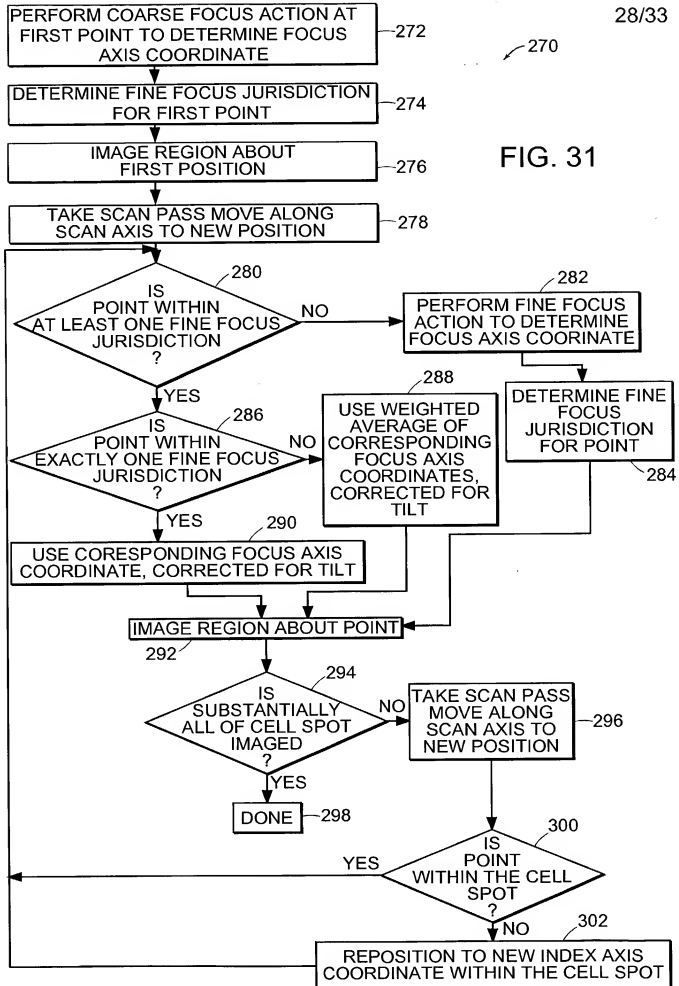 28/33
270
FIG. 31
PERFORM COARSE FOCUS ACTION AT
FIRST POINT TO DETERMINE FOCUS
AXIS COORDINATE
272
DETERMINE FINE FOCUS JURISDICTION
FOR FIRST POINT
274
IMAGE REGION ABOUT
FIRST POSITION
276
TAKE SCAN PASS MOVE ALONG
SCAN AXIS TO NEW POSITION
278
280
IS
POINT WITHIN
AT LEAST ONE FINE FOCUS
JURISDICTION
?
NO
YES
282
PERFORM FINE FOCUS
ACTION TO DETERMINE
FOCUS AXIS COORINATE
DETERMINE FINE
FOCUS
JURISDICTION
FOR POINT
284
286
IS
POINT WITHIN
EXACTLY ONE FINE FOCUS
JURISDICTION
?
NO
YES
288
USE WEIGHTED
AVERAGE OF
CORRESPONDING
FOCUS AXIS
COORDINATES,
CORRECTED FOR
TILT
290
USE CORESPONDING FOCUS AXIS
COORDINATE, CORRECTED FOR TILT
IMAGE REGION ABOUT POINT
292
294
IS
SUBSTANTIALLY
ALL OF CELL SPOT
IMAGED
?
NO
YES
TAKE SCAN PASS
MOVE ALONG
SCAN AXIS TO
NEW POSITION
296
DONE
298
300
IS
POINT
WITHIN THE CELL
SPOT
?
YES
NO
302
REPOSITION TO NEW INDEX AXIS
COORDINATE WITHIN THE CELL SPOT